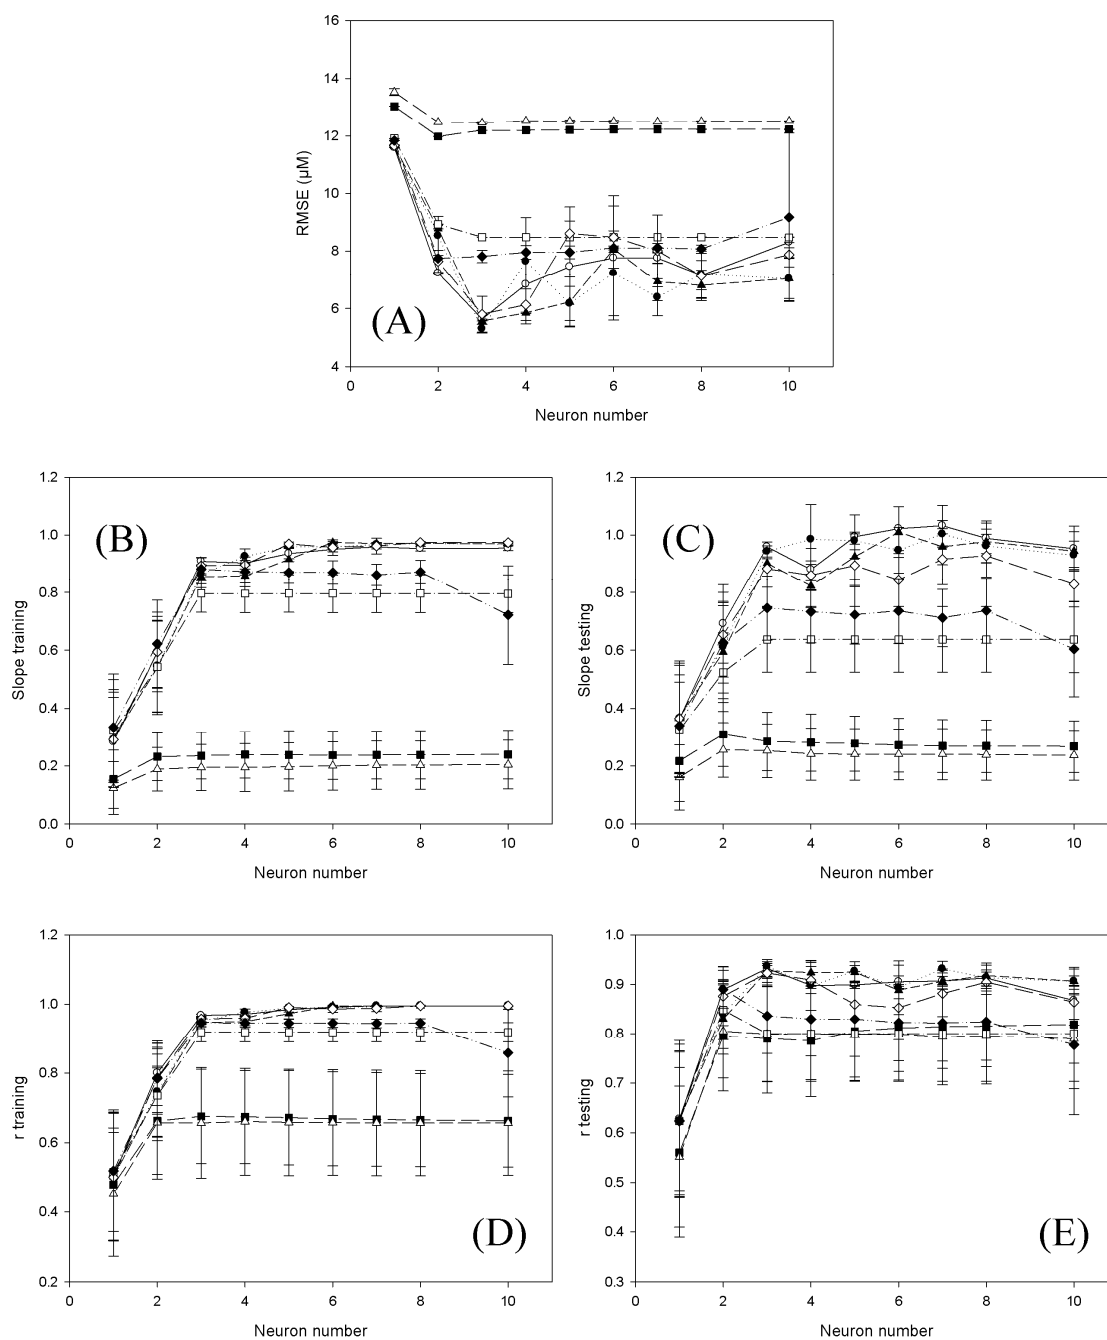 16
14
12
10
8
6
4
RMSE (µM)
(A)
0 2 4 6 8 10
Neuron number
1.2
1.0
0.8
0.6
0.4
0.2
0.0
Slope training
(B)
0 2 4 6 8 10
Neuron number
1.2
1.0
0.8
0.6
0.4
0.2
0.0
Slope testing
(C)
0 2 4 6 8 10
Neuron number
1.2
1.0
0.8
0.6
0.4
0.2
r training
(D)
0 2 4 6 8 10
Neuron number
1.0
0.9
0.8
0.7
0.6
0.5
0.4
0.3
r testing
(E)
0 2 4 6 8 10
Neuron number